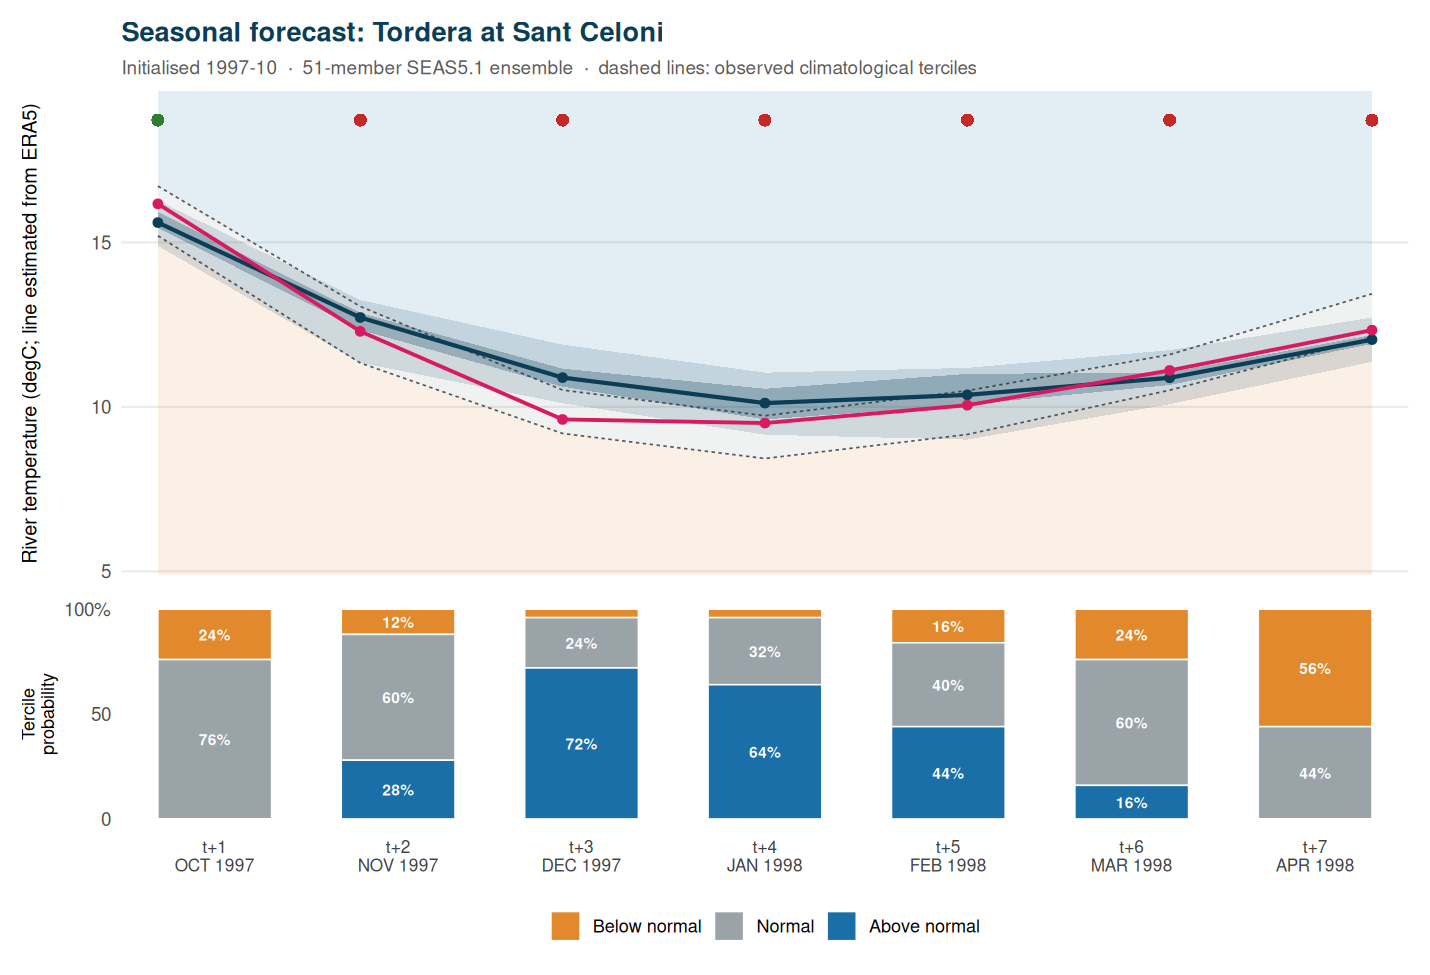 Seasonal forecast: Tordera at Sant Celoni
Initialised 1997-10 · 51-member SEAS5.1 ensemble · dashed lines: observed climatological terciles
River temperature (degC; line estimated from ERA5)
15
10
5
Tercile
probability
100%
50
0
24%
76%
12%
60%
28%
24%
72%
32%
64%
16%
40%
44%
24%
60%
16%
56%
44%
t+1
OCT 1997
t+2
NOV 1997
t+3
DEC 1997
t+4
JAN 1998
t+5
FEB 1998
t+6
MAR 1998
t+7
APR 1998
Below normal
Normal
Above normal